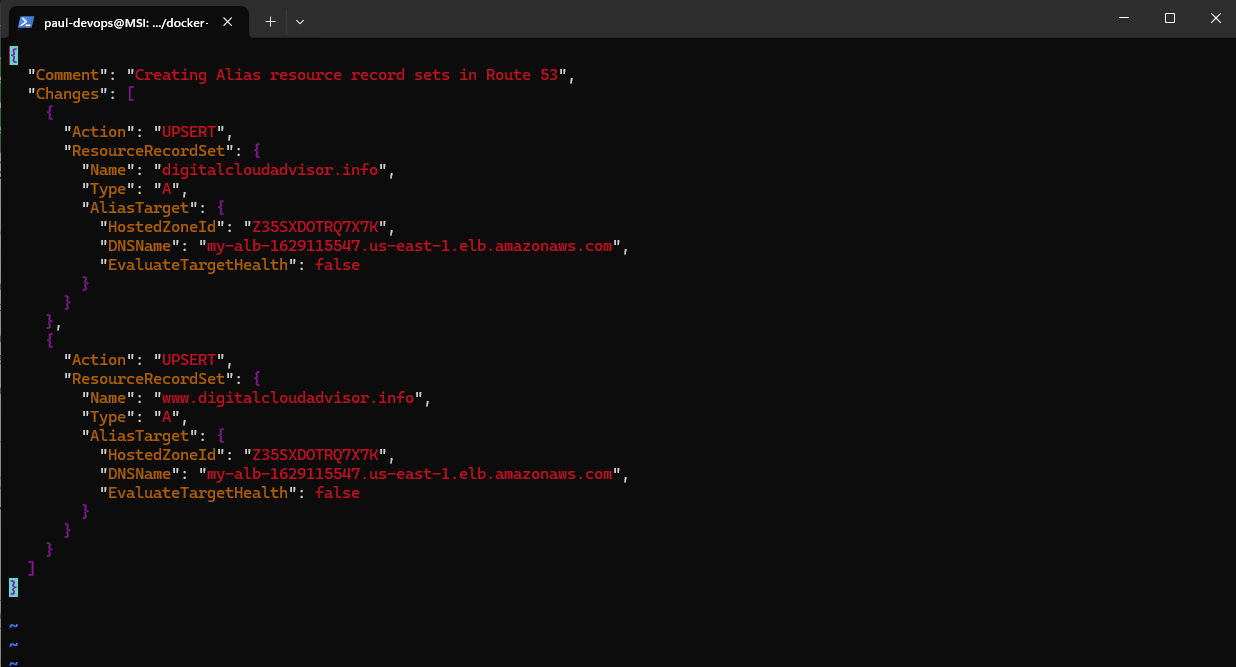 paul-devops@MSI: .../docker-
{
"Comment": "Creating Alias resource record sets in Route 53",
"Changes": [
{
"Action": "UPSERT",
"ResourceRecordSet": {
"Name": "digitalcloudadvisor.info",
"Type": "A",
"AliasTarget": {
"HostedZoneId": "Z35SXDOTRQ7X7K",
"DNSName": "my-alb-1629115547.us-east-1.elb.amazonaws.com",
"EvaluateTargetHealth": false
}
}
},
{
"Action": "UPSERT",
"ResourceRecordSet": {
"Name": "www.digitalcloudadvisor.info",
"Type": "A",
"AliasTarget": {
"HostedZoneId": "Z35SXDOTRQ7X7K",
"DNSName": "my-alb-1629115547.us-east-1.elb.amazonaws.com",
"EvaluateTargetHealth": false
}
}
}
]
}
~
~
~